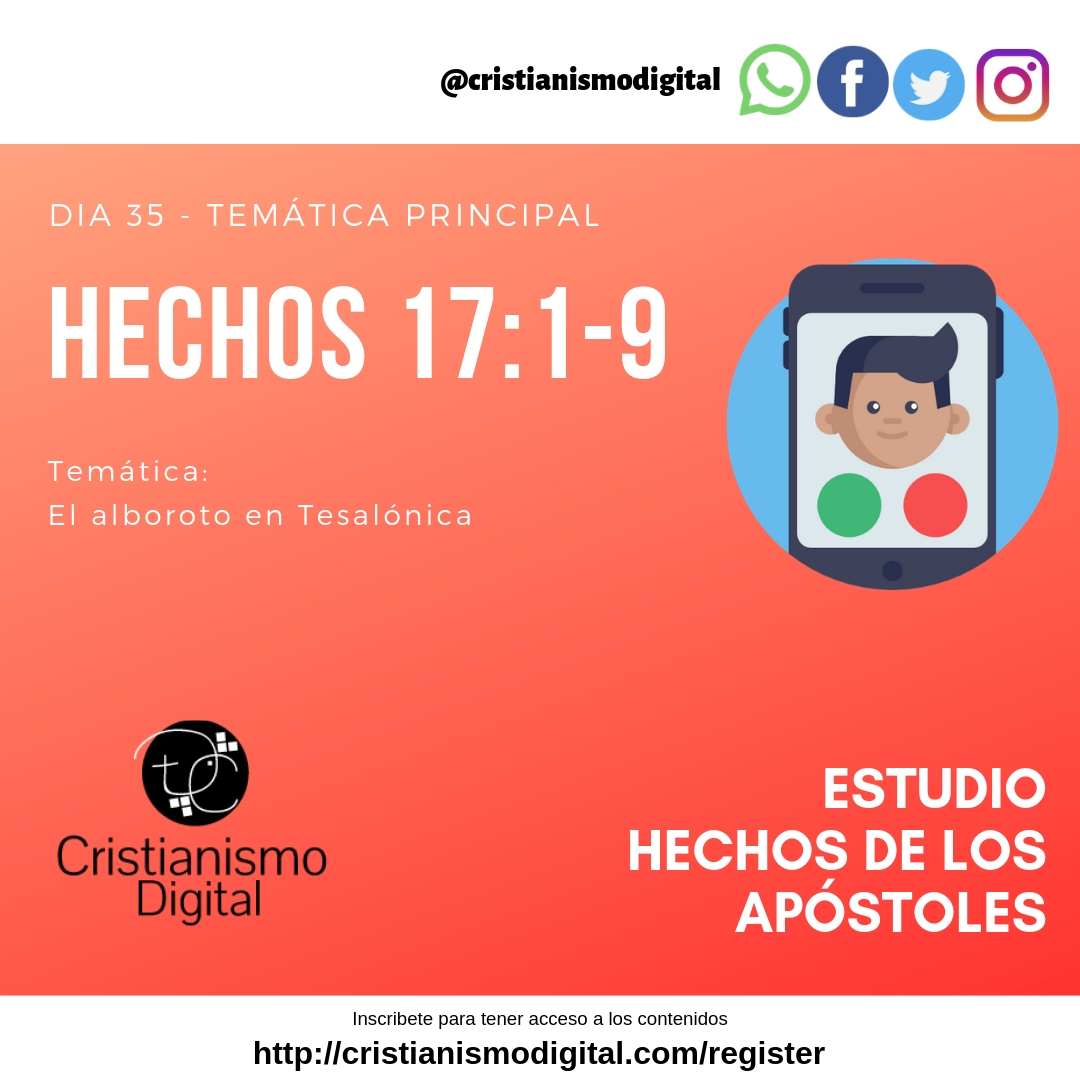 @cristianismodigital
DIA 35 - TEMÁTICA PRINCIPAL
HECHOS 17:1-9
Temática:
El alboroto en Tesalónica
Cristianismo
Digital
ESTUDIO
HECHOS DE LOS
APÓSTOLES
Inscribete para tener acceso a los contenidos
http://cristianismodigital.com/register